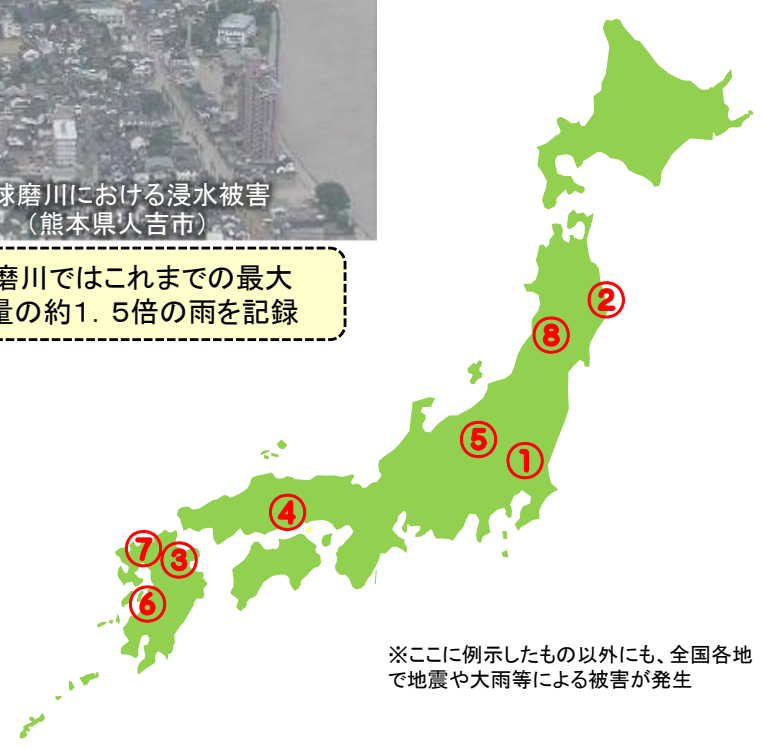 球磨川における浸水被害
（熊本県人吉市）
磨川ではこれまでの最大
量の約１．５倍の雨を記録
②
⑧
⑤
①
④
⑦
③
⑥
※ここに例示したもの以外にも、全国各地
で地震や大雨等による被害が発生